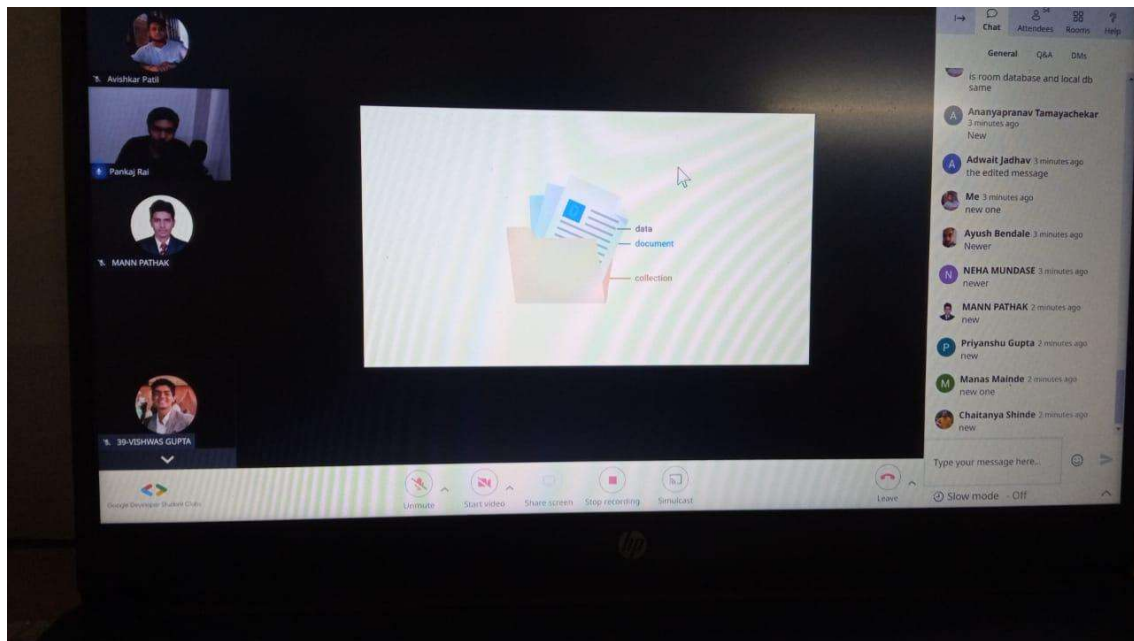 Avishkar Patil
Pankaj Rai
MANN PATHAK
39-VISHWAS GUPTA
data
document
collection
Chat
54
Attendees
Rooms
Help
General Q&A DMs
is room database and local db
same
A
Ananyapranav Tamayachekar
3 minutes ago
New
A
Adwait Jadhav 3 minutes ago
the edited message
Me 3 minutes ago
new one
Ayush Bendale 3 minutes ago
Newer
N
NEHA MUNDASE 3 minutes ago
newer
MANN PATHAK 2 minutes ago
new
P
Priyanshu Gupta 2 minutes ago
new
M
Manas Mainde 2 minutes ago
new one
Chaitanya Shinde 2 minutes ago
new
Type your message here...
Slow mode - Off
Google Developer Student Clubs
Unmute
Start video
Share screen
Stop recording
Simulcast
Leave
hp